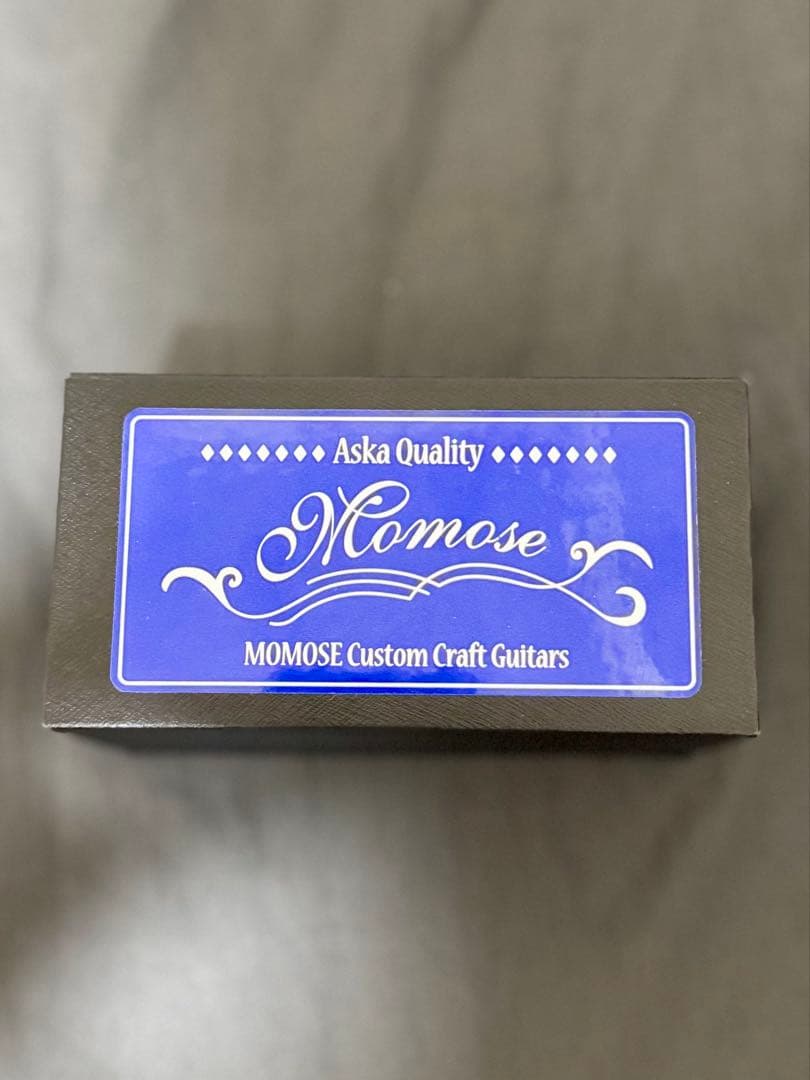 ♦♦♦♦♦♦♦ Aska Quality ♦♦♦♦♦♦♦
Momose
MOMOSE Custom Craft Guitars